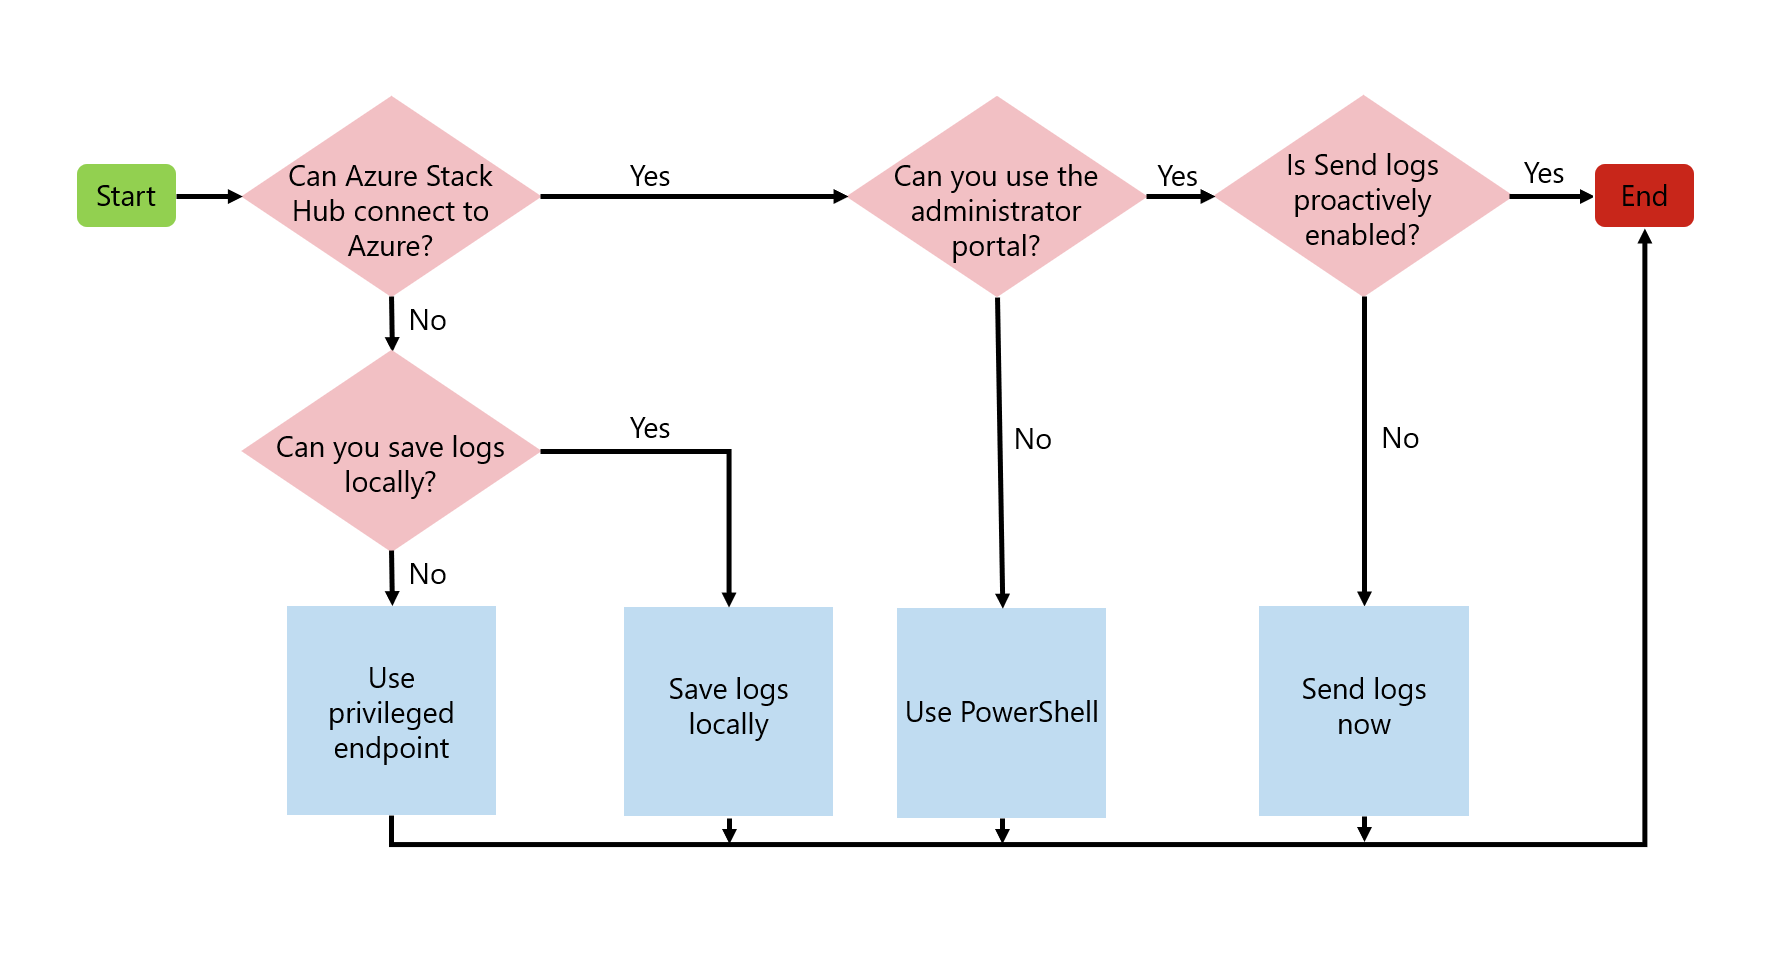 Start
Can Azure Stack
Hub connect to
Azure?
Yes
Can you use the
administrator
portal?
Yes
Is Send logs
proactively
enabled?
Yes
End
No
Can you save logs
locally?
Yes
No
No
No
Use
privileged
endpoint
Save logs
locally
Use PowerShell
Send logs
now